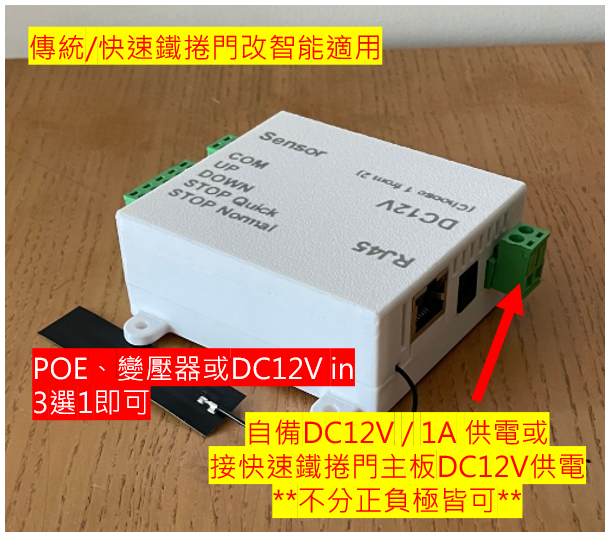 傳統/快速鐵捲門改智能適用
Sensor
COM
UP
DOWN
STOP Quick
STOP Normal
(Choose 1 from 2)
DC12V
RJ45
POE、變壓器或DC12V in
3選1即可
自備DC12V / 1A 供電或
接快速鐵捲門主板DC12V供電
**不分正負極皆可**